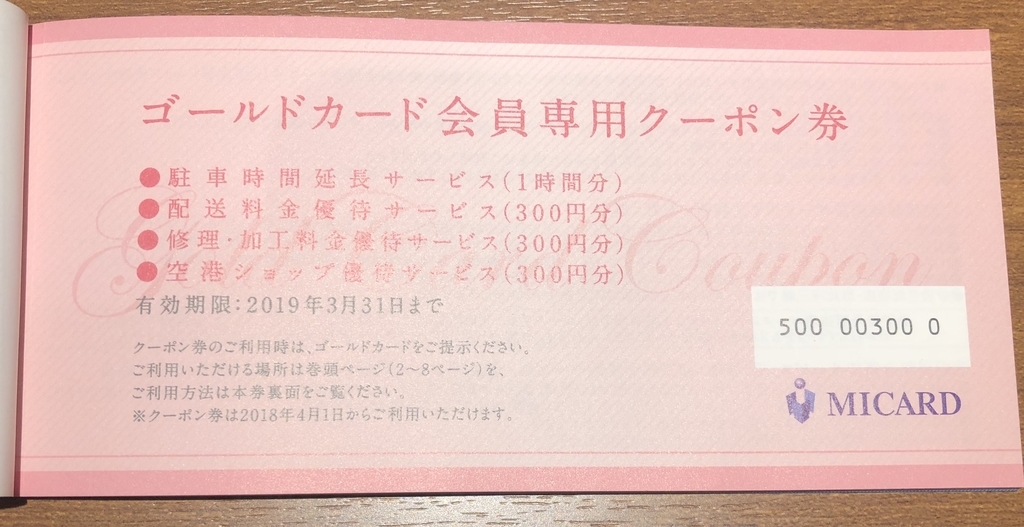 ゴールドカード会員専用クーポン券
●駐車時間延長サービス(1時間分)
●配送料金優待サービス(300円分)
●修理・加工料金優待サービス(300円分)
●空港ショップ優待サービス(300円分)
Gold Card Coupon
有効期限:2019年3月31日まで
500 00300 0
クーポン券のご利用時は、ゴールドカードをご提示ください。
ご利用いただける場所は巻頭ページ(2〜8ページ)を、
ご利用方法は本券裏面をご覧ください。
※クーポン券は2018年4月1日からご利用いただけます。
MICARD